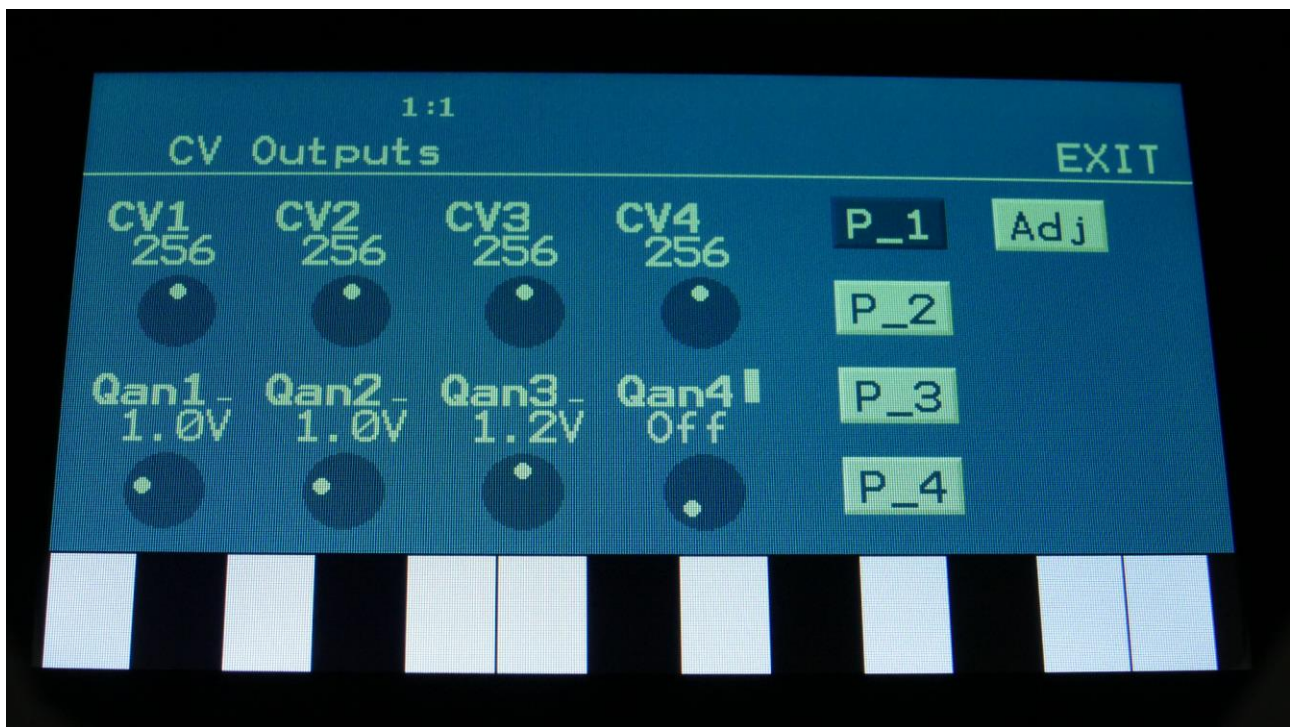 1:1
CV Outputs EXIT
CV1 CV2 CV3 CV4 P_1 Adj
256 256 256 256
P_2
Qan1 Qan2 Qan3 Qan4 P_3
1.0V 1.0V 1.2V Off
P_4